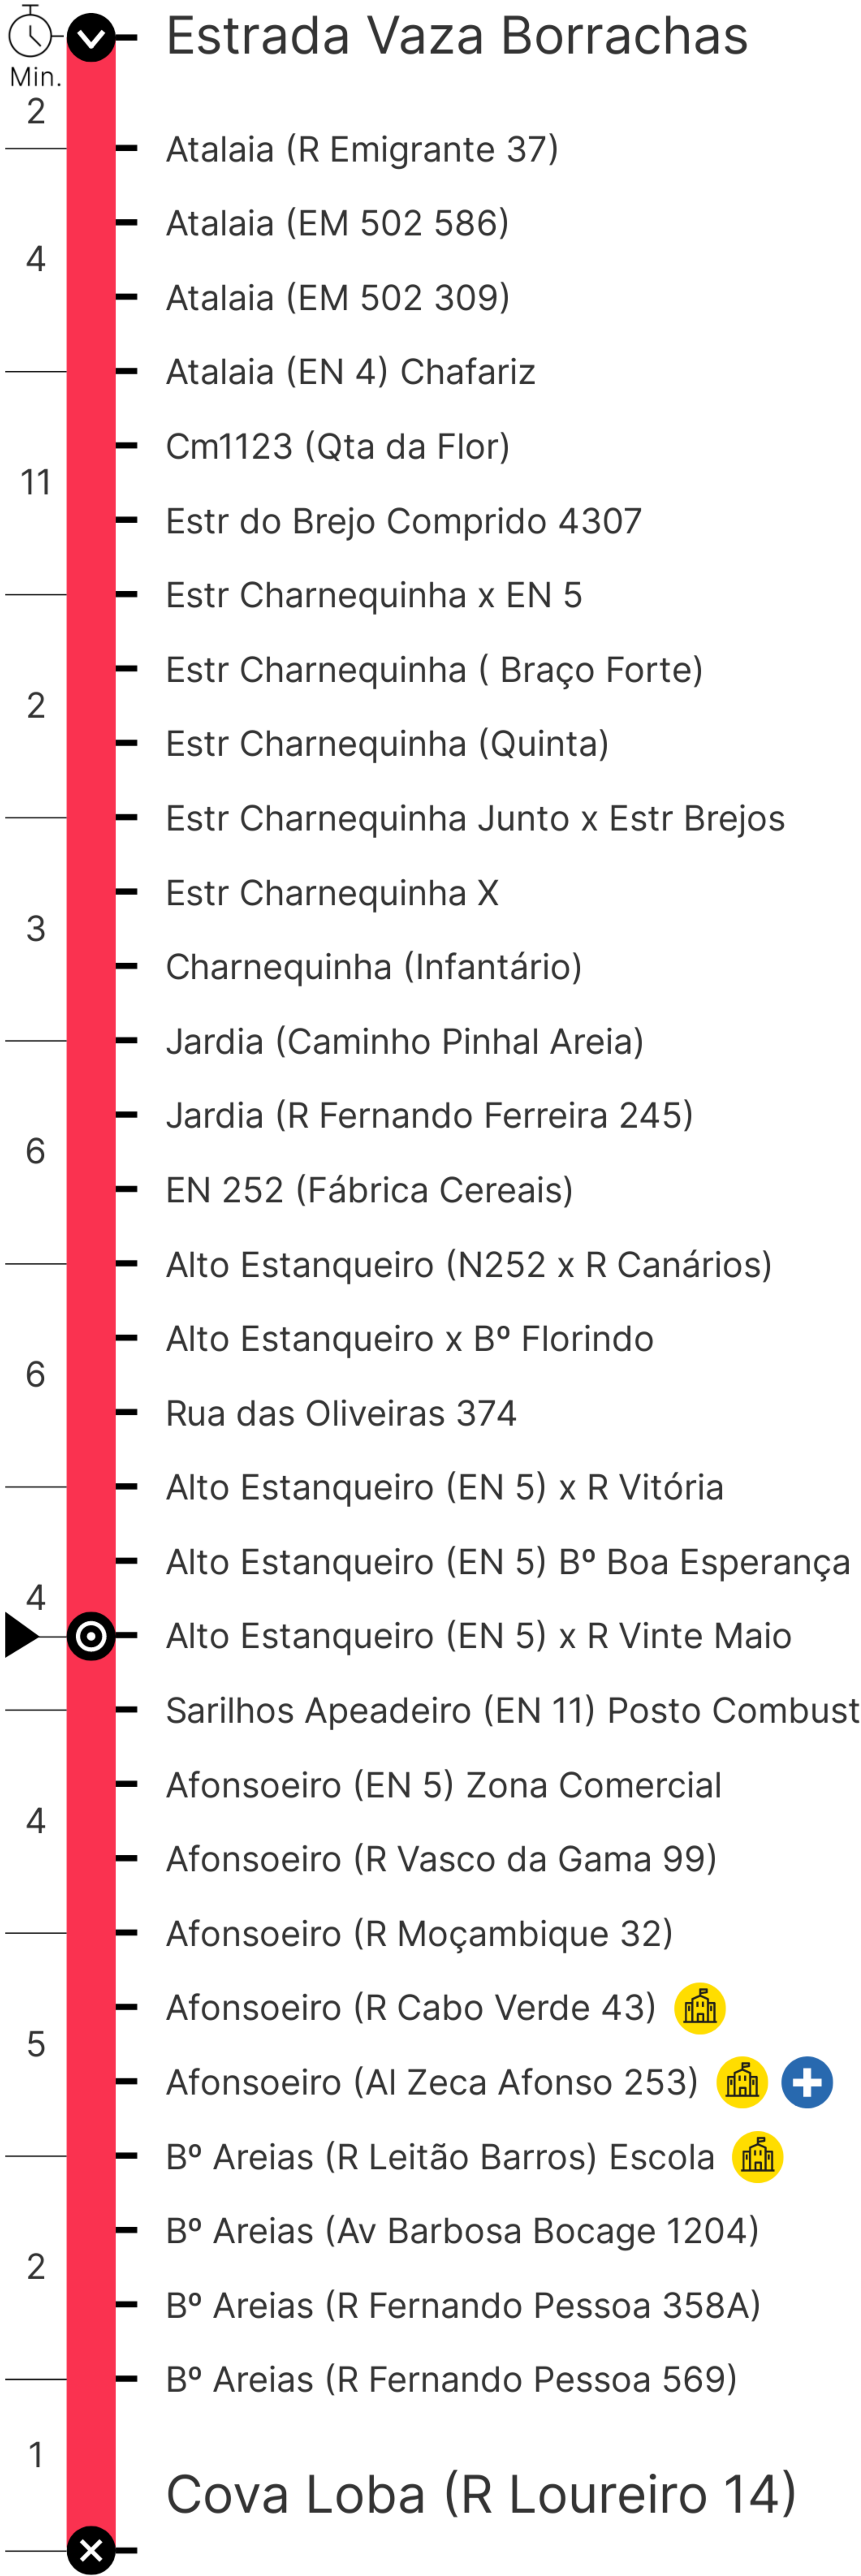 Estrada Vaza Borrachas
Min.
2
Atalaia (R Emigrante 37)
Atalaia (EM 502 586)
4
Atalaia (EM 502 309)
Atalaia (EN 4) Chafariz
Cm1123 (Qta da Flor)
11
Estr do Brejo Comprido 4307
Estr Charnequinha x EN 5
Estr Charnequinha ( Braço Forte)
2
Estr Charnequinha (Quinta)
Estr Charnequinha Junto x Estr Brejos
Estr Charnequinha X
3
Charnequinha (Infantário)
Jardia (Caminho Pinhal Areia)
Jardia (R Fernando Ferreira 245)
6
EN 252 (Fábrica Cereais)
Alto Estanqueiro (N252 x R Canários)
Alto Estanqueiro x Bº Florindo
6
Rua das Oliveiras 374
Alto Estanqueiro (EN 5) x R Vitória
Alto Estanqueiro (EN 5) Bº Boa Esperança
4
Alto Estanqueiro (EN 5) x R Vinte Maio
Sarilhos Apeadeiro (EN 11) Posto Combust
Afonsoeiro (EN 5) Zona Comercial
4
Afonsoeiro (R Vasco da Gama 99)
Afonsoeiro (R Moçambique 32)
Afonsoeiro (R Cabo Verde 43)
5
Afonsoeiro (Al Zeca Afonso 253)
Bº Areias (R Leitão Barros) Escola
Bº Areias (Av Barbosa Bocage 1204)
2
Bº Areias (R Fernando Pessoa 358A)
Bº Areias (R Fernando Pessoa 569)
1
Cova Loba (R Loureiro 14)